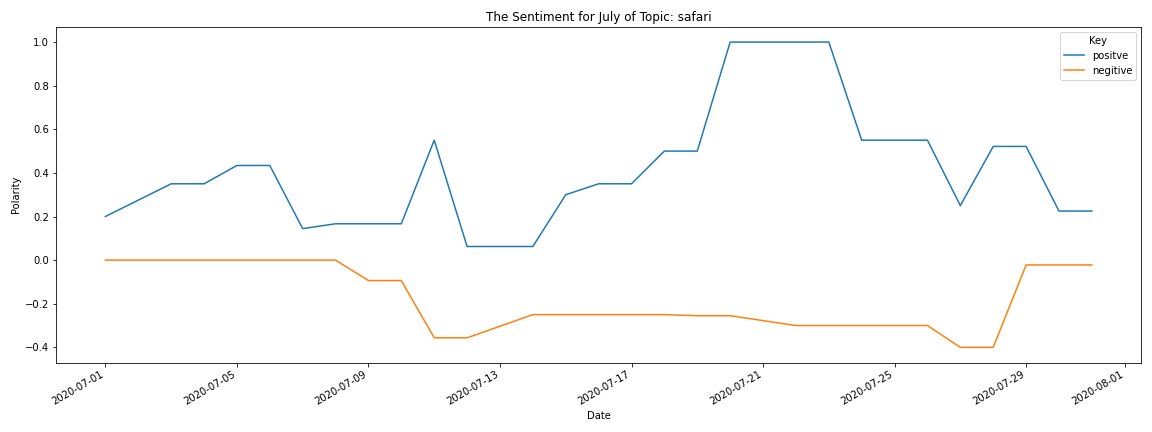 The Sentiment for July of Topic: safari
Key
positve
negitive
1.0
0.8
0.6
0.4
0.2
0.0
−0.2
−0.4
Polarity
2020-07-01
2020-07-05
2020-07-09
2020-07-13
2020-07-17
2020-07-21
2020-07-25
2020-07-29
2020-08-01
Date